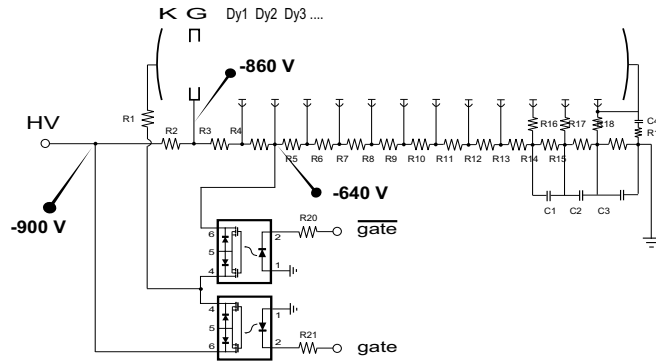 K G Dy1 Dy2 Dy3 ....
-860 V
HV
R1
R2 R3 R4
R16 R17 R18 C4
R5 R6 R7 R8 R9 R10 R11 R12 R13 R14 R15
-640 V
-900 V
C1 C2 C3
6 2 R20 gate
5
4 1
4 1
5
6 2 R21 gate